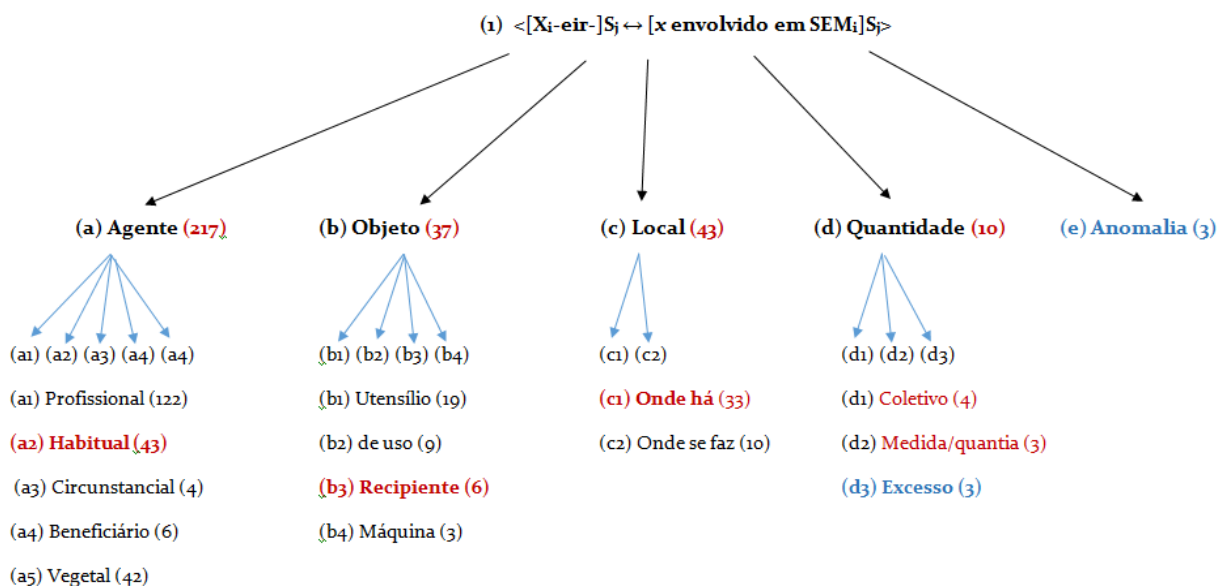 (1) <[Xi-eir-]Sj ↔ [x envolvido em SEMi]Sj>
(a) Agente (217) (b) Objeto (37) (c) Local (43) (d) Quantidade (10) (e) Anomalia (3)
(a1) (a2) (a3) (a4) (a4) (b1) (b2) (b3) (b4) (c1) (c2) (d1) (d2) (d3)
(a1) Profissional (122) (b1) Utensílio (19) (c1) Onde há (33) (d1) Coletivo (4)
(a2) Habitual (43) (b2) de uso (9) (c2) Onde se faz (10) (d2) Medida/quantia (3)
(a3) Circunstancial (4) (b3) Recipiente (6) (d3) Excesso (3)
(a4) Beneficiário (6) (b4) Máquina (3)
(a5) Vegetal (42)